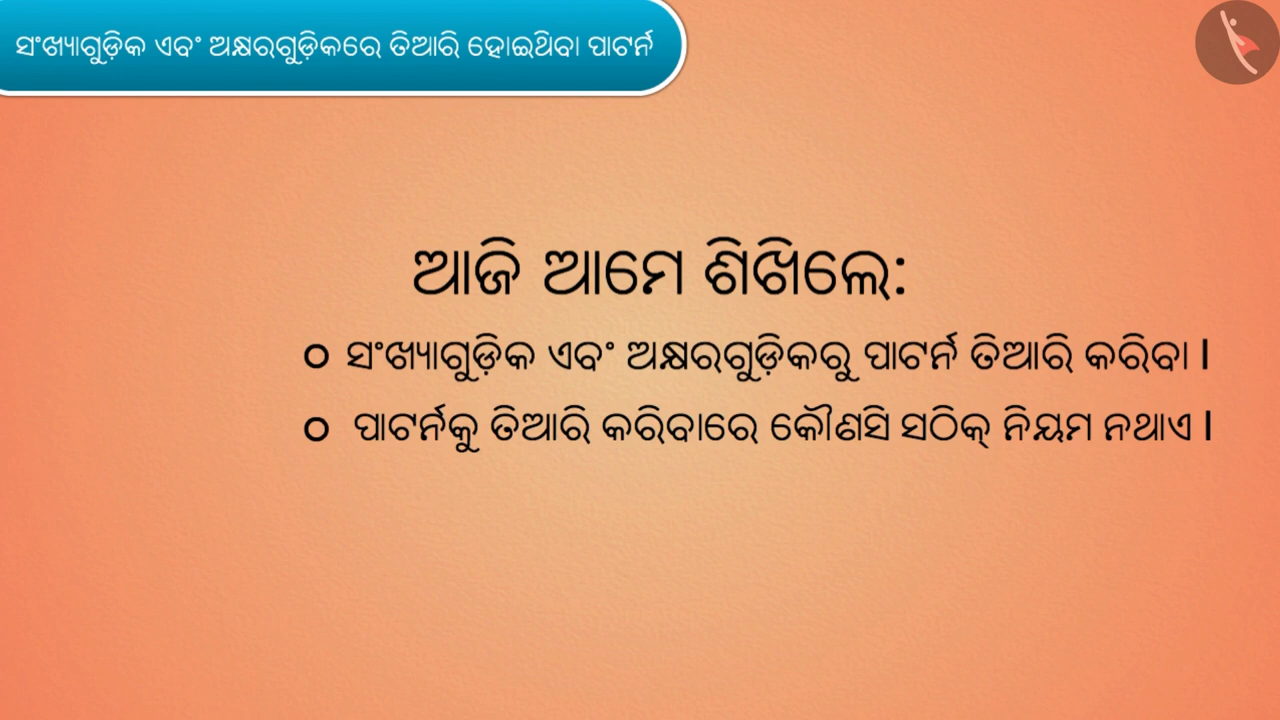 ସଂଖ୍ୟାଗୁଡ଼ିକ ଏବଂ ଅକ୍ଷରଗୁଡ଼ିକରେ ତିଆରି ହୋଇଥିବା ପାଟର୍ନ
ଆଜି ଆମେ ଶିଖିଲେ:
ସଂଖ୍ୟାଗୁଡ଼ିକ ଏବଂ ଅକ୍ଷରଗୁଡ଼ିକରୁ ପାଟର୍ନ ତିଆରି କରିବା ।
ପାଟର୍ନକୁ ତିଆରି କରିବାରେ କୌଣସି ସଠିକ୍ ନିୟମ ନଥାଏ ।